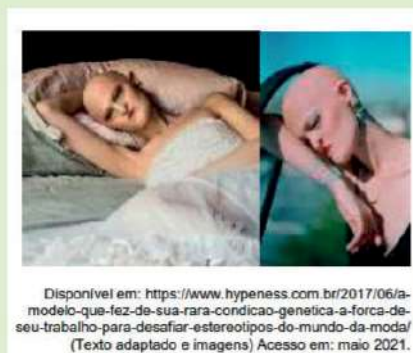 Disponível em: https://www.hypeness.com.br/2017/06/a-
modelo-que-fez-de-sua-rara-condicao-genetica-a-forca-de-
seu-trabalho-para-desafiar-estereotipos-do-mundo-da-moda/
(Texto adaptado e imagens) Acesso em: maio 2021.